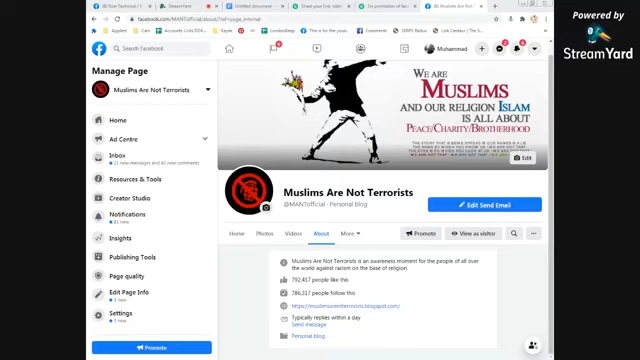 Powered by
StreamYard
StreamYard
Untitled document
facebook.com/MANTofficial/about/?ref=page_internal
Search Facebook
Muhammad
Manage Page
Muslims Are Not Terrorists
Home
Ad Centre
Inbox
Resources & Tools
Creator Studio
Notifications
Insights
Publishing Tools
Page quality
Edit Page Info
Settings
Promote
WE ARE
MUSLIMS
AND OUR RELIGION ISLAM
IS ALL ABOUT
PEACE/CHARITY/BROTHERHOOD
Edit
Muslims Are Not Terrorists
@MANTofficial · Personal blog
Edit Send Email
Home
Photos
Videos
About
More
Promote
View as visitor
Muslims Are Not Terrorists is an awareness moment for the people of all over
the world against racism on the base of religion.
792,417 people like this
786,317 people follow this
https://muslimsarentterrorists.blogspot.com/
Typically replies within a day
Send message
Personal blog